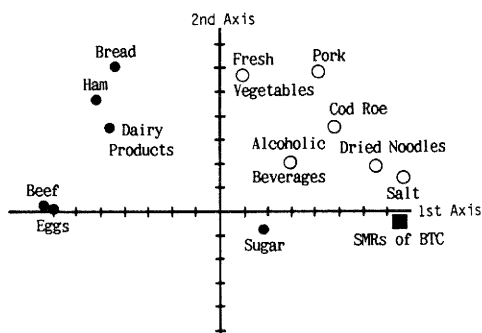 2nd Axis
Bread
Fresh
Vegetables
Pork
Ham
Cod Roe
Dairy
Products
Alcoholic
Beverages
Dried Noodles
Beef
Salt
1st Axis
Eggs
Sugar
SMRs of BTC